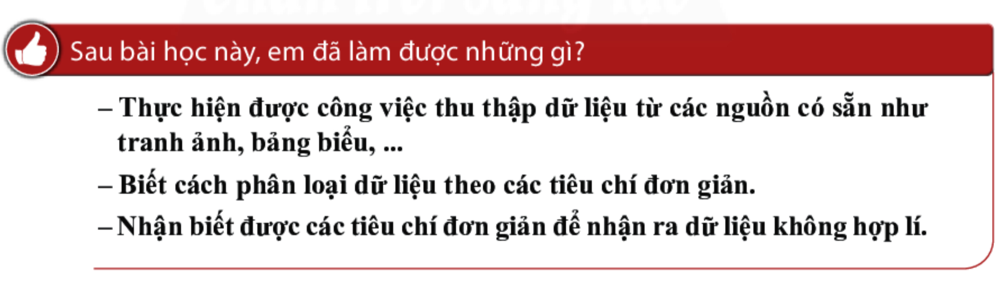 Sau bài học này, em đã làm được những gì?
– Thực hiện được công việc thu thập dữ liệu từ các nguồn có sẵn như
tranh ảnh, bảng biểu, ...
– Biết cách phân loại dữ liệu theo các tiêu chí đơn giản.
– Nhận biết được các tiêu chí đơn giản để nhận ra dữ liệu không hợp lí.